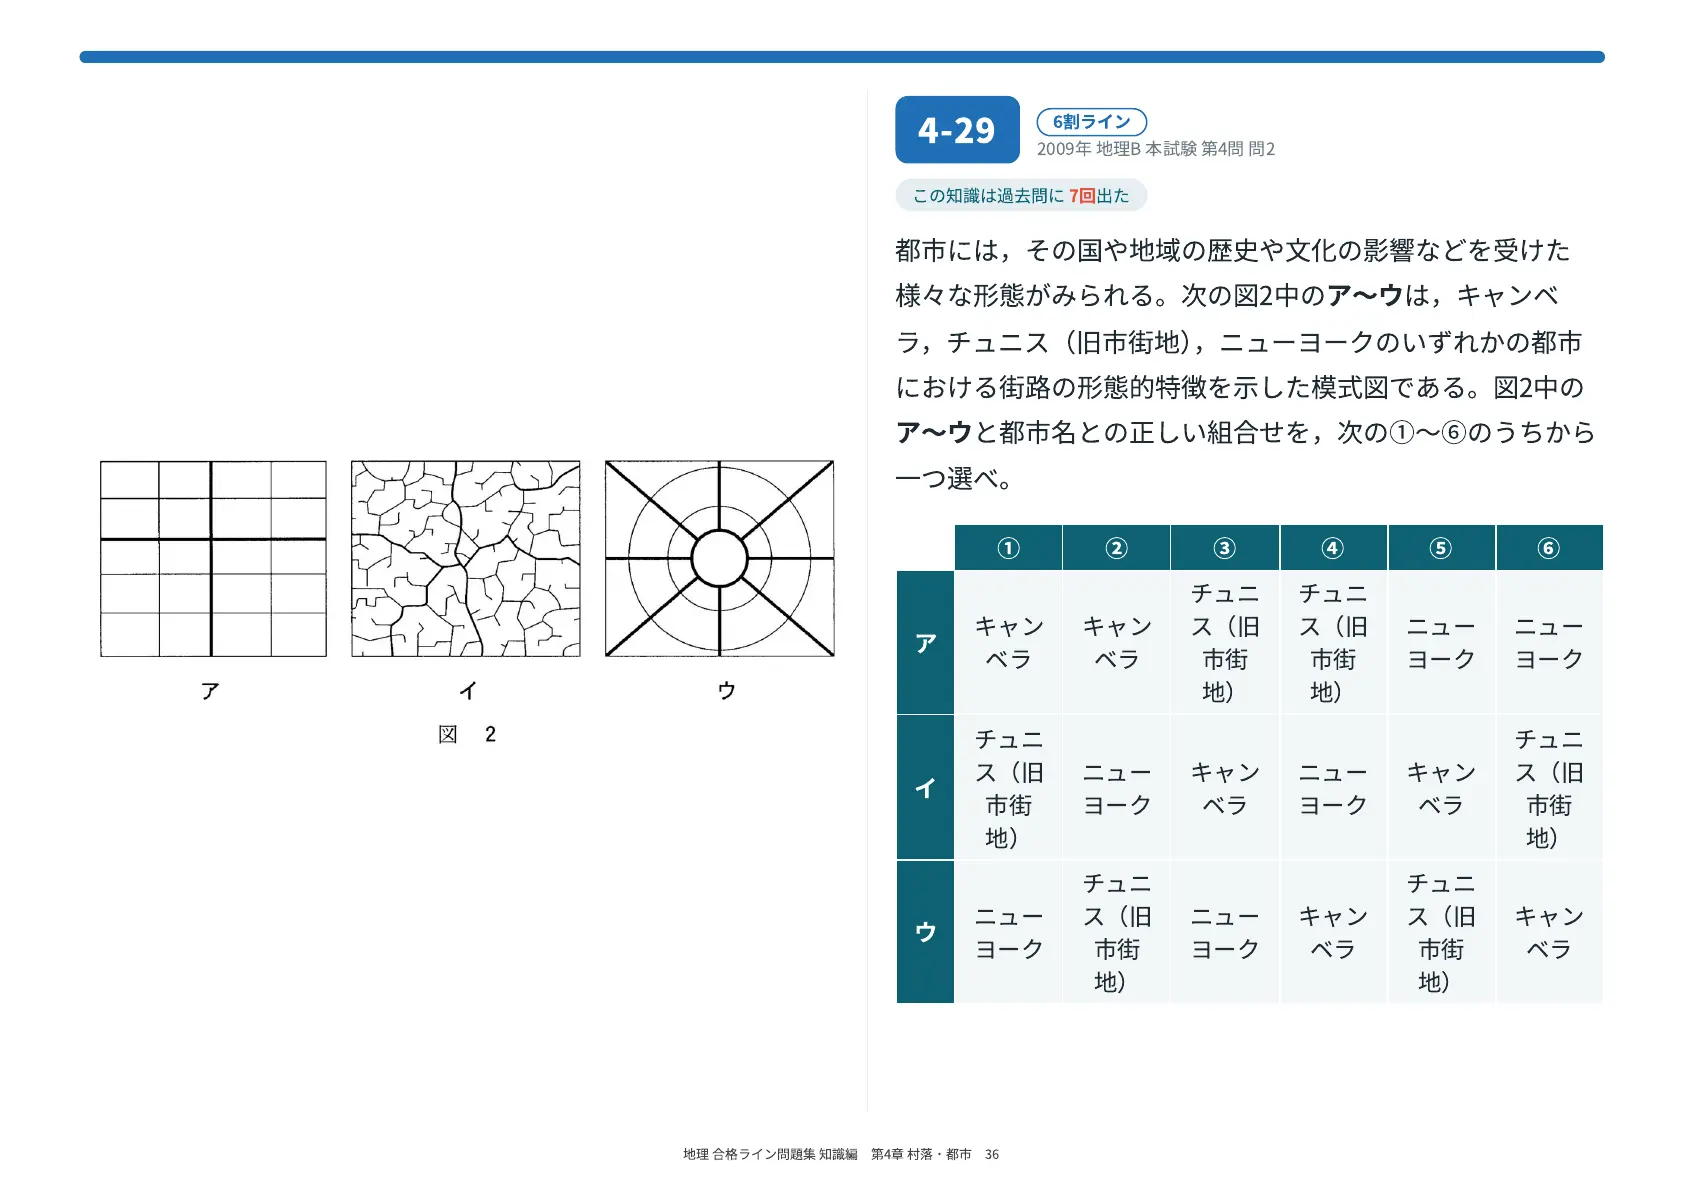 4-29
6割ライン
2009年 地理B 本試験 第4問 問2
この知識は過去問に 7回出た
都市には，その国や地域の歴史や文化の影響などを受けた
様々な形態がみられる。次の図2中のア～ウは，キャンベ
ラ，チュニス（旧市街地），ニューヨークのいずれかの都市
における街路の形態的特徴を示した模式図である。図2中の
ア～ウと都市名との正しい組合せを，次の①～⑥のうちから
一つ選べ。
ア イ ウ
図 2
① ② ③ ④ ⑤ ⑥
ア
キャン
ベラ
キャン
ベラ
チュニ
ス（旧
市街
地）
チュニ
ス（旧
市街
地）
ニュー
ヨーク
ニュー
ヨーク
イ
チュニ
ス（旧
市街
地）
ニュー
ヨーク
キャン
ベラ
ニュー
ヨーク
キャン
ベラ
チュニ
ス（旧
市街
地）
ウ
ニュー
ヨーク
チュニ
ス（旧
市街
地）
ニュー
ヨーク
キャン
ベラ
チュニ
ス（旧
市街
地）
キャン
ベラ
地理 合格ライン問題集 知識編 第4章 村落・都市 36